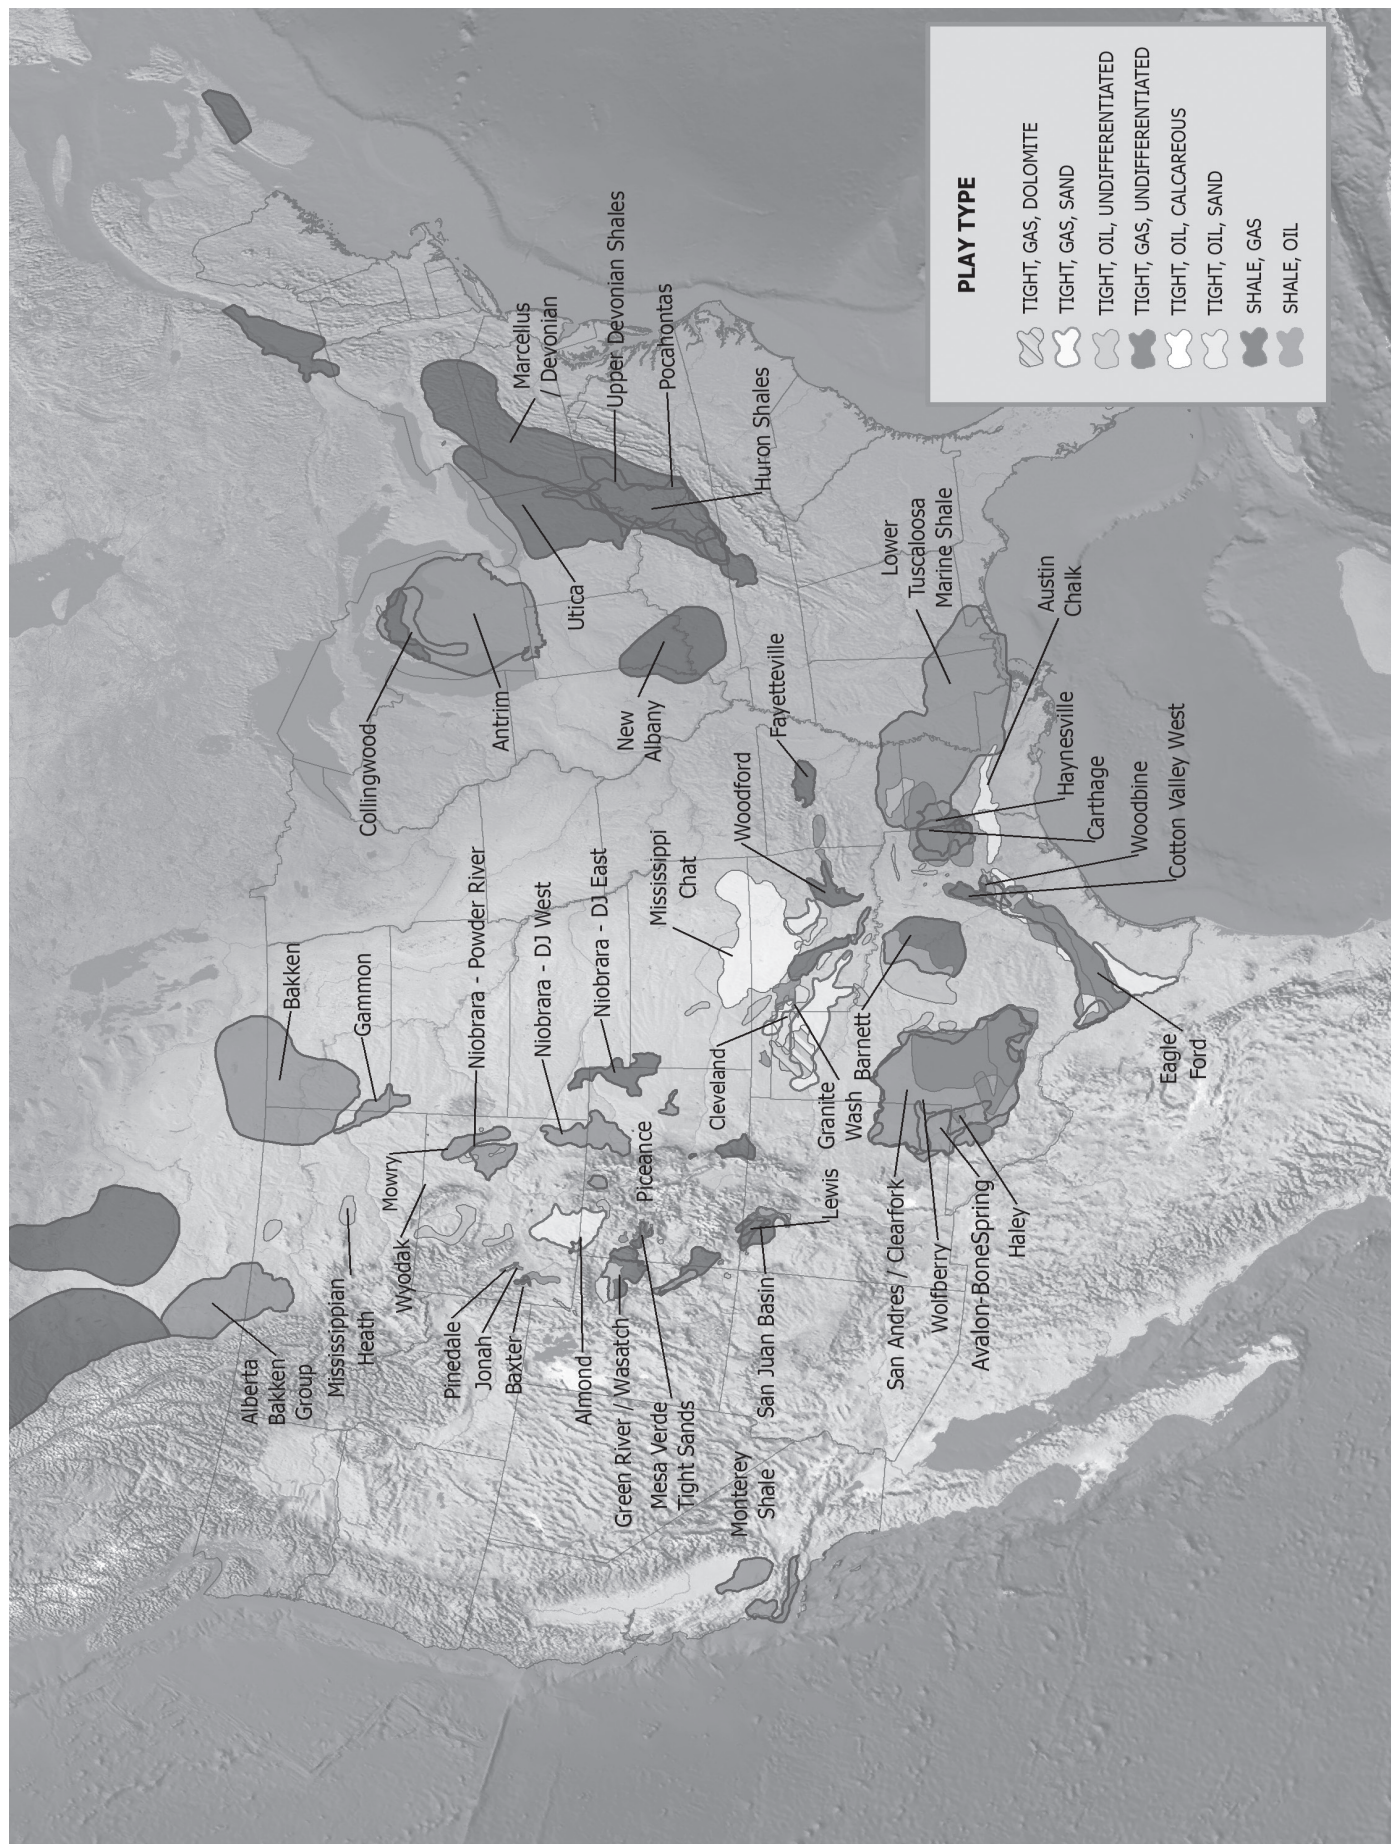 PLAY TYPE
TIGHT, GAS, DOLOMITE
TIGHT, GAS, SAND
TIGHT, OIL, UNDIFFERENTIATED
TIGHT, GAS, UNDIFFERENTIATED
TIGHT, OIL, CALCAREOUS
TIGHT, OIL, SAND
SHALE, GAS
SHALE, OIL
Alberta
Bakken
Group
Mississippian
Heath
Wyodak
Mowry
Bakken
Gammon
Niobrara - Powder River
Niobrara - DJ West
Niobrara - DJ East
Pinedale
Jonah
Baxter
Almond
Green River / Wasatch
Mesa Verde
Tight Sands
Piceance
Monterey
Shale
San Juan Basin
Lewis
Collingwood
Antrim
Utica
Marcellus
/ Devonian
Upper Devonian Shales
Pocahontas
Huron Shales
New
Albany
Mississippi
Chat
Woodford
Fayetteville
Cleveland
Granite
Wash
Barnett
San Andres / Clearfork
Wolfberry
Avalon-BoneSpring
Haley
Lower
Tuscaloosa
Marine Shale
Austin
Chalk
Haynesville
Carthage
Woodbine
Cotton Valley West
Eagle
Ford